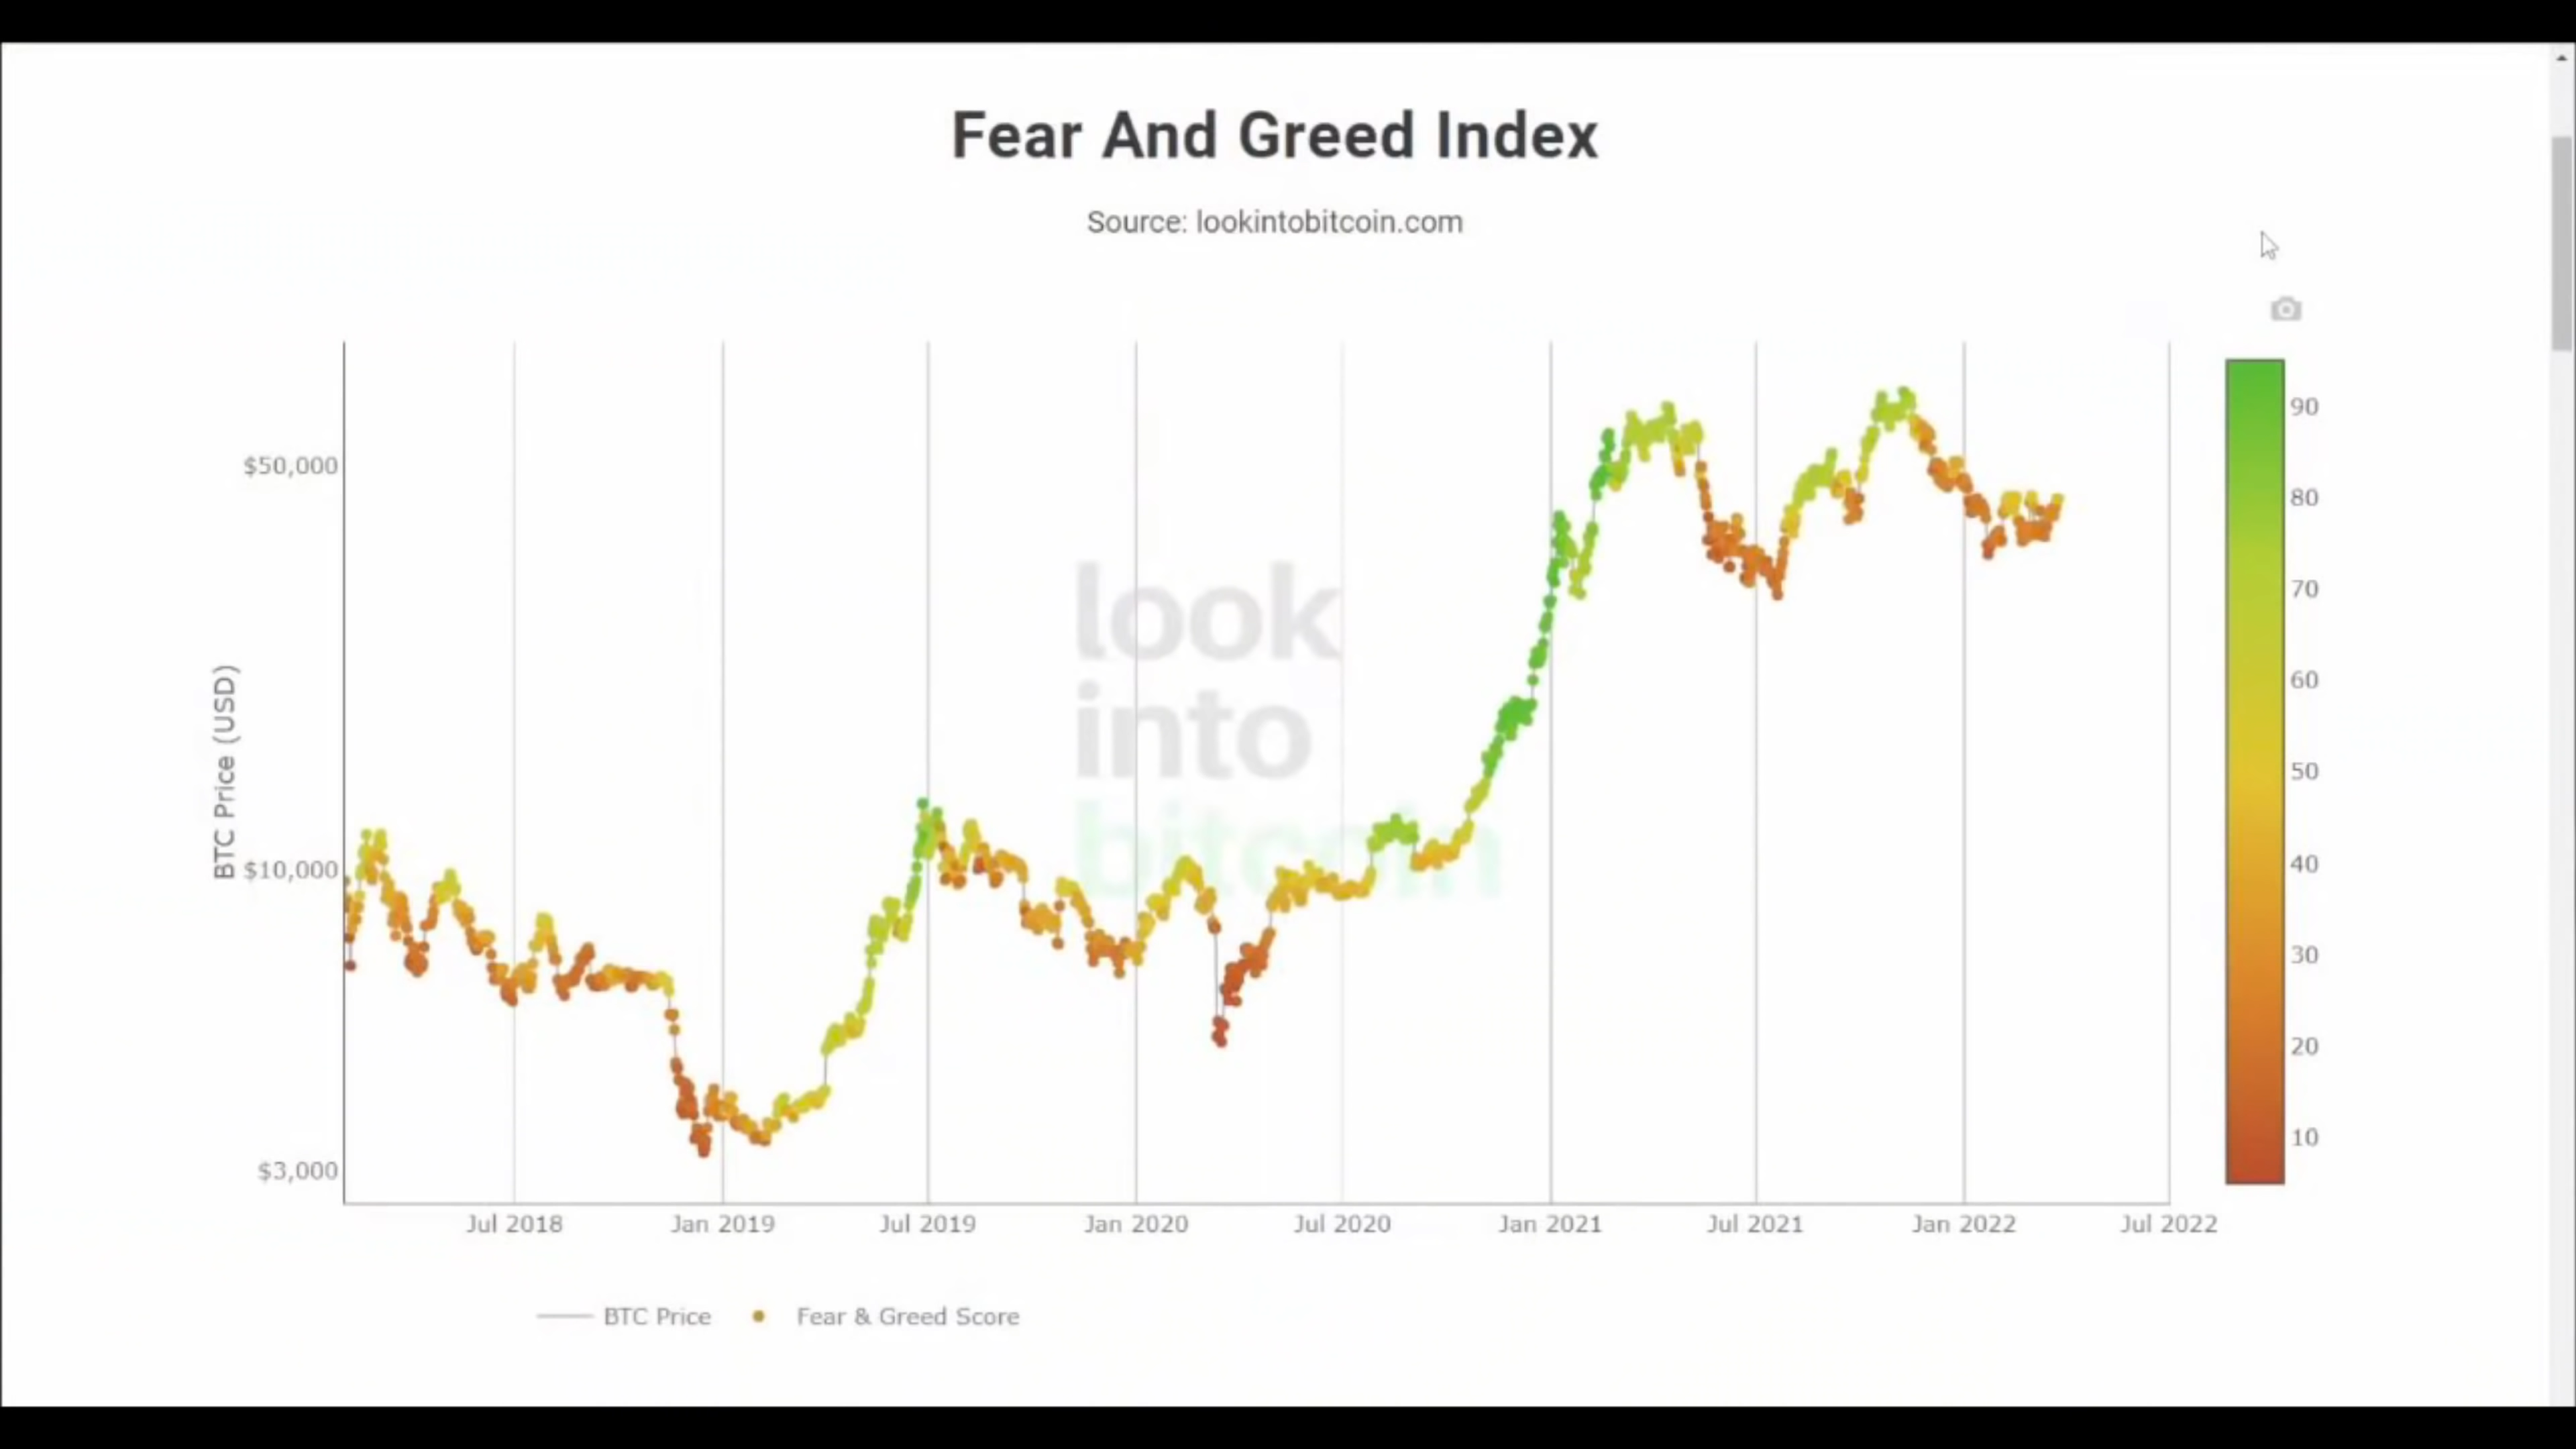 Fear And Greed Index
Source: lookintobitcoin.com
BTC Price (USD)
$50,000
$10,000
$3,000
look
into
bitcoin
90
80
70
60
50
40
30
20
10
Jul 2018
Jan 2019
Jul 2019
Jan 2020
Jul 2020
Jan 2021
Jul 2021
Jan 2022
Jul 2022
BTC Price
Fear & Greed Score